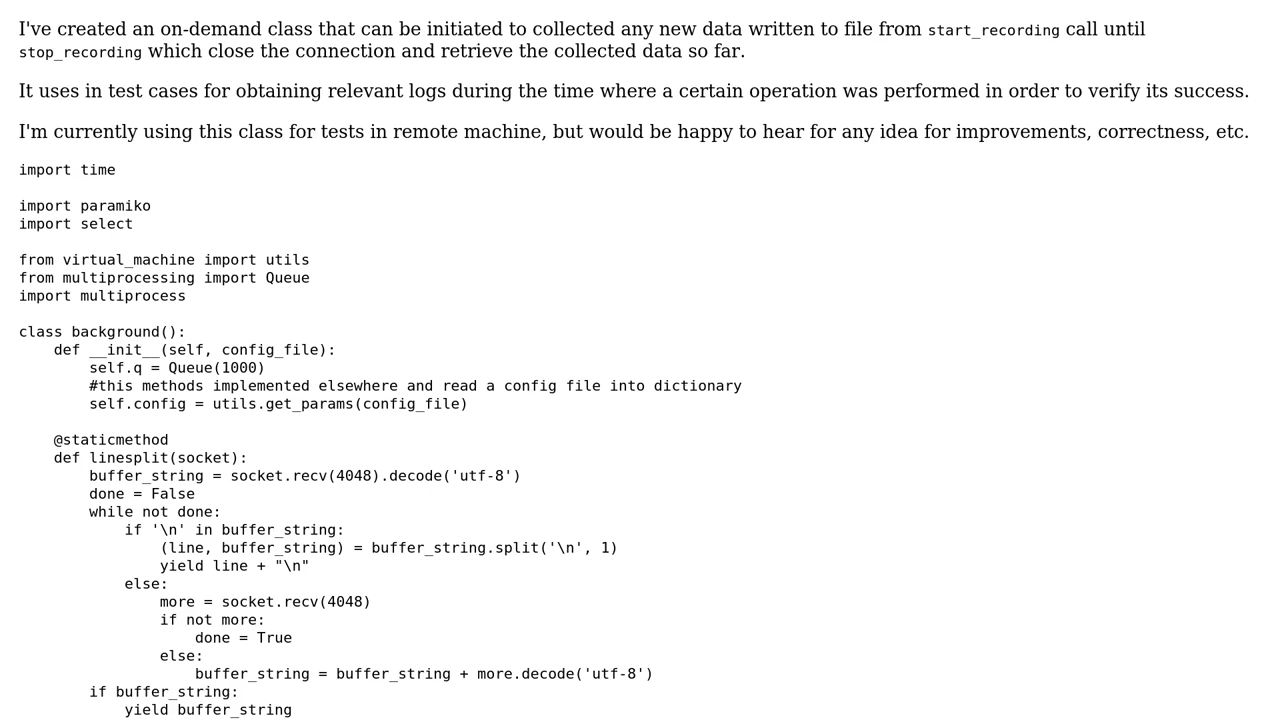 I've created an on-demand class that can be initiated to collected any new data written to file from start_recording call until
stop_recording which close the connection and retrieve the collected data so far.
It uses in test cases for obtaining relevant logs during the time where a certain operation was performed in order to verify its success.
I'm currently using this class for tests in remote machine, but would be happy to hear for any idea for improvements, correctness, etc.
import time
import paramiko
import select
from virtual_machine import utils
from multiprocessing import Queue
import multiprocess
class background():
    def __init__(self, config_file):
        self.q = Queue(1000)
        #this methods implemented elsewhere and read a config file into dictionary
        self.config = utils.get_params(config_file)
    @staticmethod
    def linesplit(socket):
        buffer_string = socket.recv(4048).decode('utf-8')
        done = False
        while not done:
            if '\n' in buffer_string:
                (line, buffer_string) = buffer_string.split('\n', 1)
                yield line + "\n"
            else:
                more = socket.recv(4048)
                if not more:
                    done = True
                else:
                    buffer_string = buffer_string + more.decode('utf-8')
        if buffer_string:
            yield buffer_string